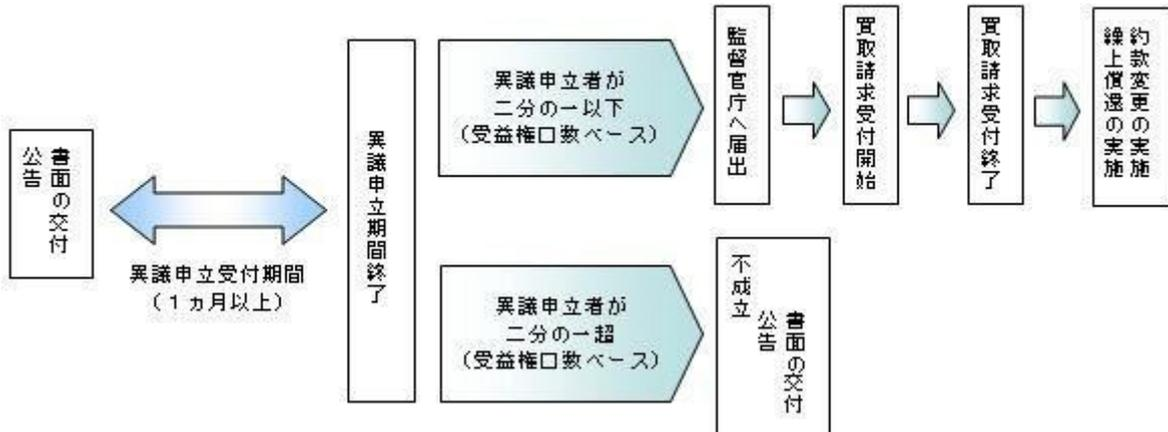 書面の交付
公告
異議申立受付期間
（１ヵ月以上）
異議申立期間終了
異議申立者が
二分の一以下
（受益権口数ベース）
監督官庁へ届出
買取請求受付開始
買取請求受付終了
約款変更の実施
繰上償還の実施
異議申立者が
二分の一超
（受益権口数ベース）
不成立
書面の交付
公告